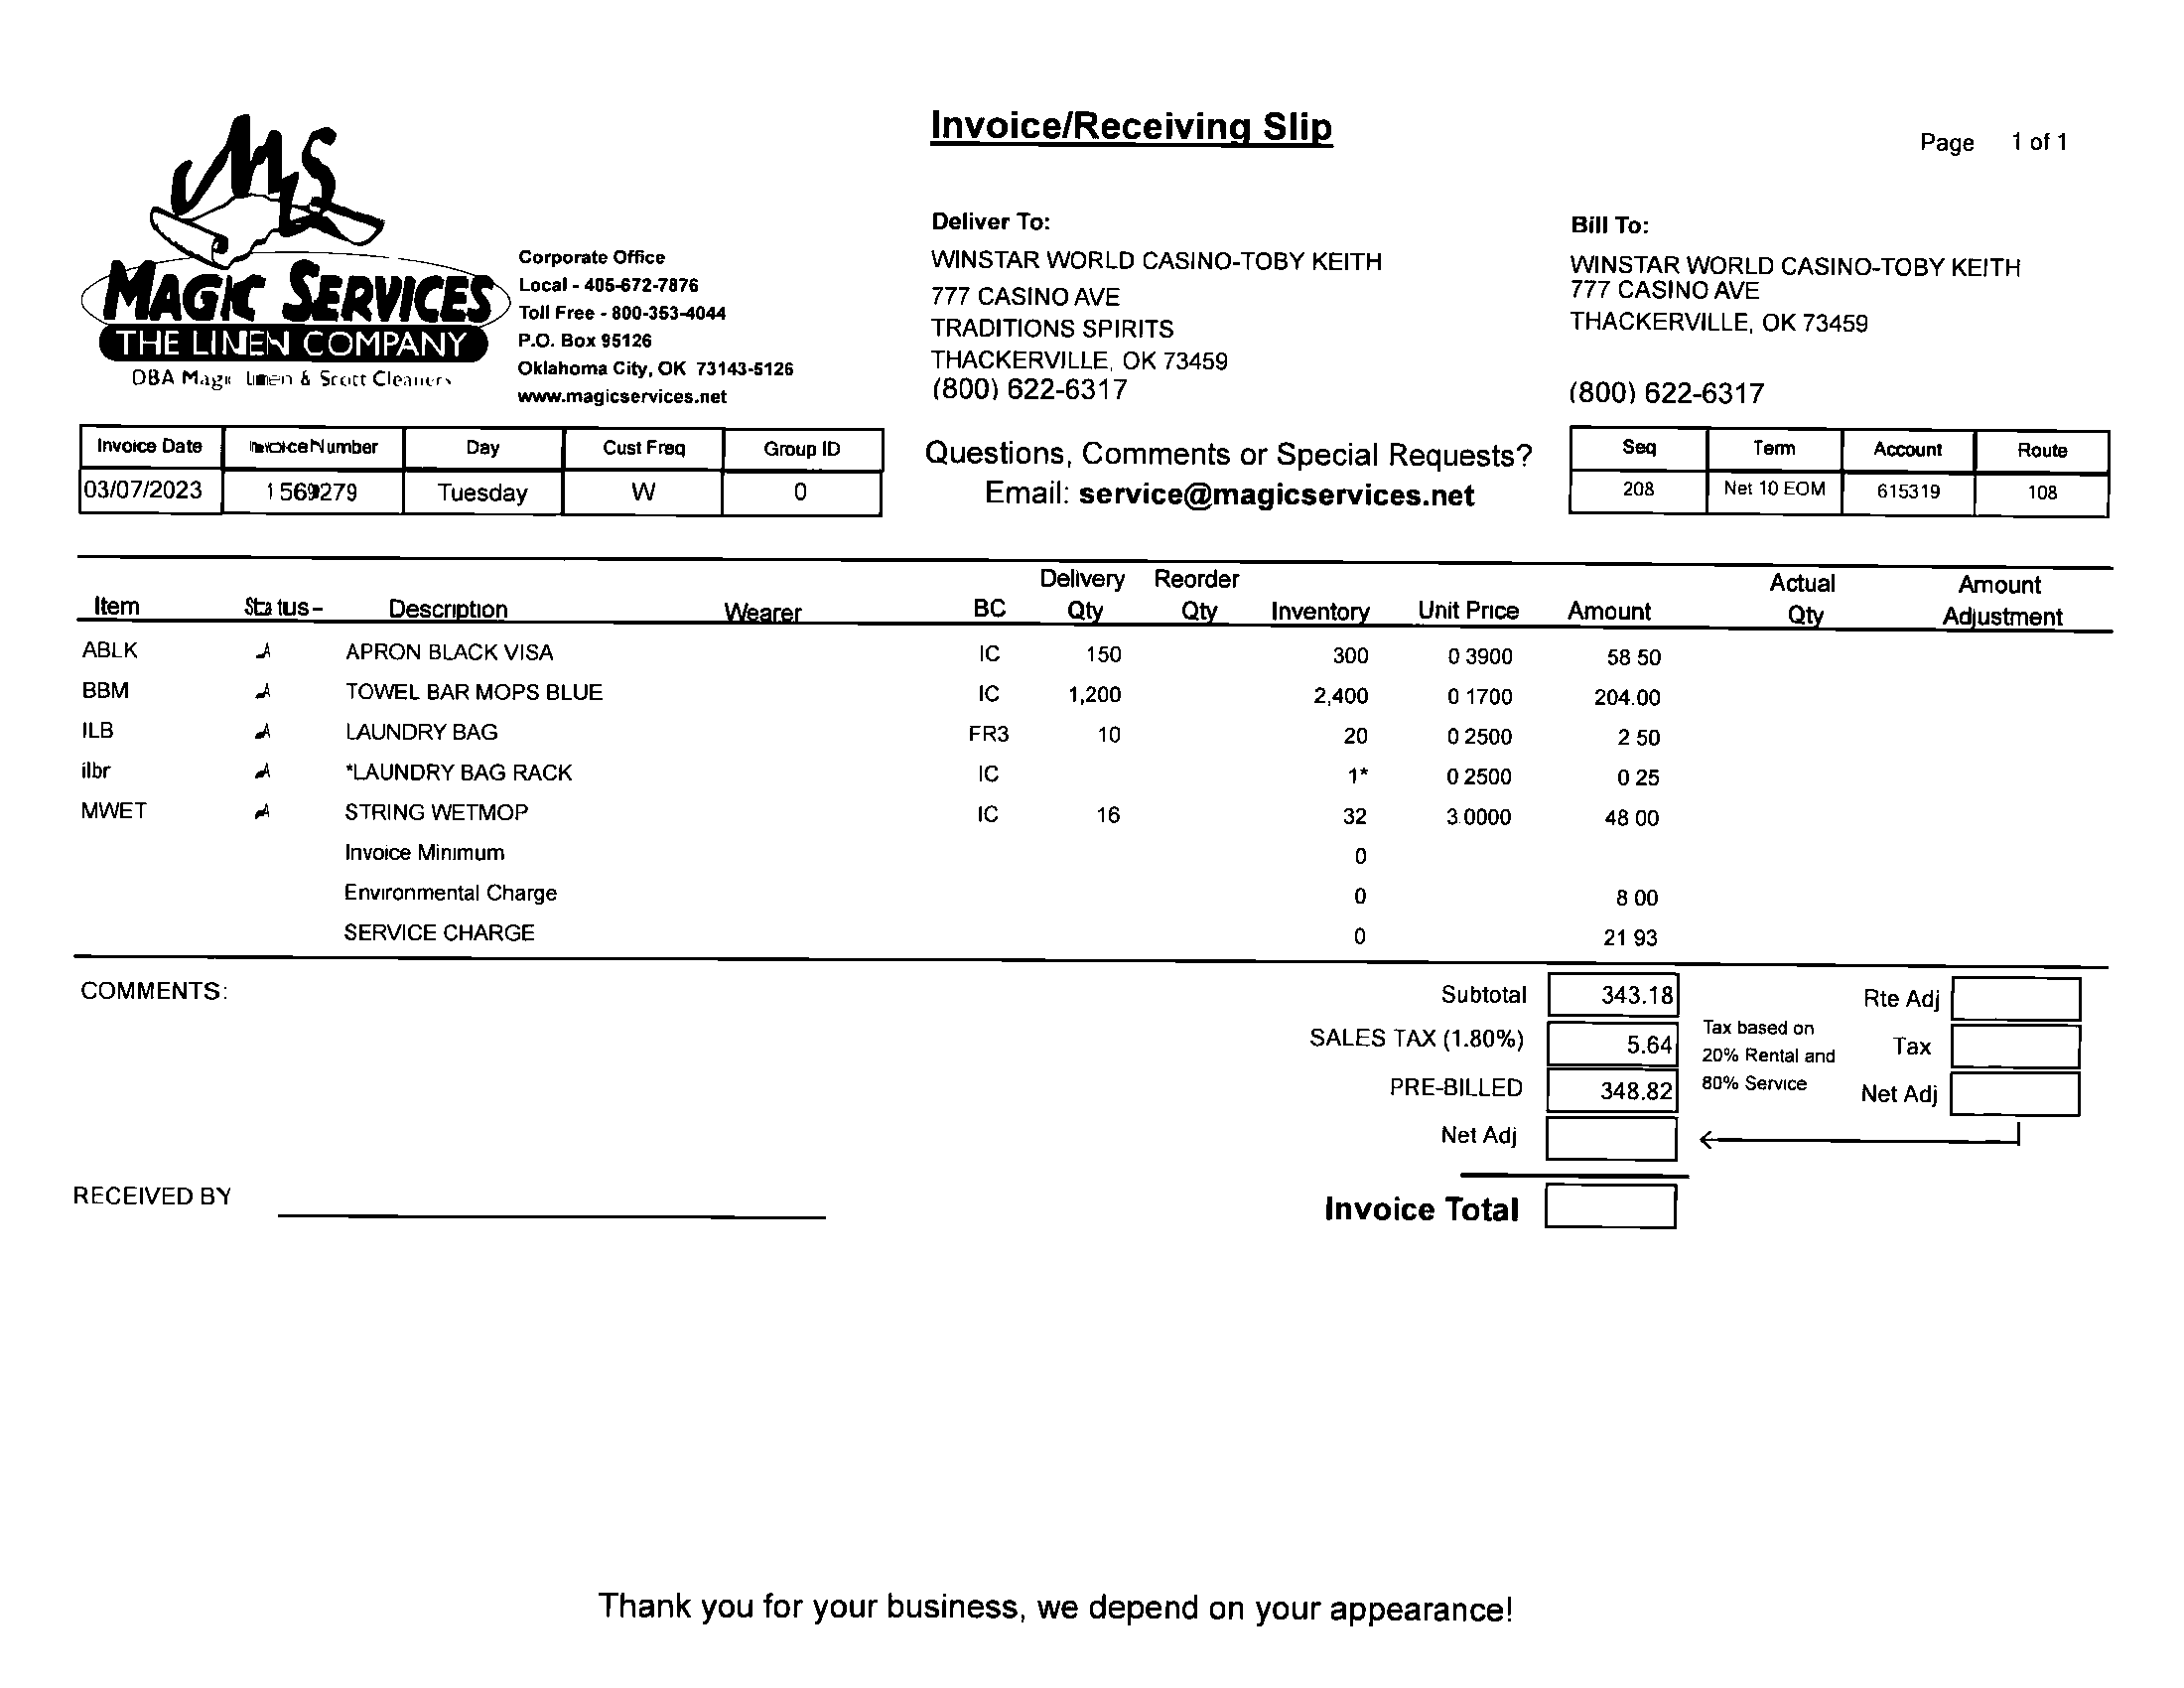 Invoice/Receiving Slip
Page 1 of 1
MLS
MAGIC SERVICES
THE LINEN COMPANY
DBA Magic Linen & Scott Cleaners
Corporate Office
Local - 405-672-7876
Toll Free - 800-353-4044
P.O. Box 95126
Oklahoma City, OK 73143-5126
www.magicservices.net
Deliver To:
WINSTAR WORLD CASINO-TOBY KEITH
777 CASINO AVE
TRADITIONS SPIRITS
THACKERVILLE, OK 73459
(800) 622-6317
Bill To:
WINSTAR WORLD CASINO-TOBY KEITH
777 CASINO AVE
THACKERVILLE, OK 73459
(800) 622-6317
Invoice Date Invoice Number Day Cust Freq Group ID
03/07/2023 1569279 Tuesday W 0
Questions, Comments or Special Requests?
Email: service@magicservices.net
Seq Term Account Route
208 Net 10 EOM 615319 108
Item Status- Description Wearer BC Delivery Qty Reorder Qty Inventory Unit Price Amount Actual Qty Amount Adjustment
ABLK A APRON BLACK VISA IC 150 300 0 3900 58 50
BBM A TOWEL BAR MOPS BLUE IC 1,200 2,400 0 1700 204.00
ILB A LAUNDRY BAG FR3 10 20 0 2500 2 50
ilbr A *LAUNDRY BAG RACK IC 1* 0 2500 0 25
MWET A STRING WETMOP IC 16 32 3.0000 48 00
Invoice Minimum 0
Environmental Charge 0 8 00
SERVICE CHARGE 0 21 93
COMMENTS:
Subtotal 343.18
SALES TAX (1.80%) 5.64
PRE-BILLED 348.82
Net Adj
Invoice Total
Tax based on
20% Rental and
80% Service
Rte Adj
Tax
Net Adj
RECEIVED BY
Thank you for your business, we depend on your appearance!